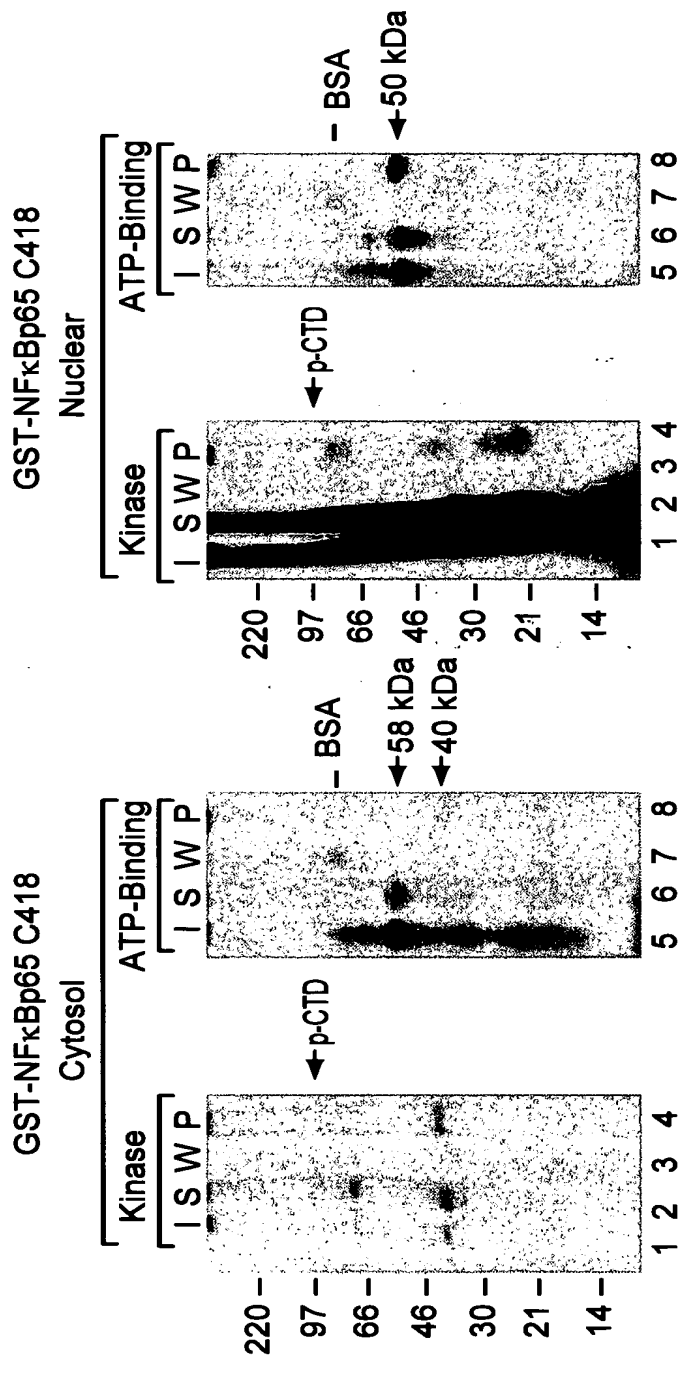 GST-NFκBp65 C418
Cytosol
Kinase
I S W P
ATP-Binding
I S W P
220
97
66
46
30
21
14
p-CTD
BSA
58 kDa
40 kDa
1 2 3 4
5 6 7 8
GST-NFκBp65 C418
Nuclear
Kinase
I S W P
ATP-Binding
I S W P
220
97
66
46
30
21
14
p-CTD
BSA
50 kDa
1 2 3 4
5 6 7 8